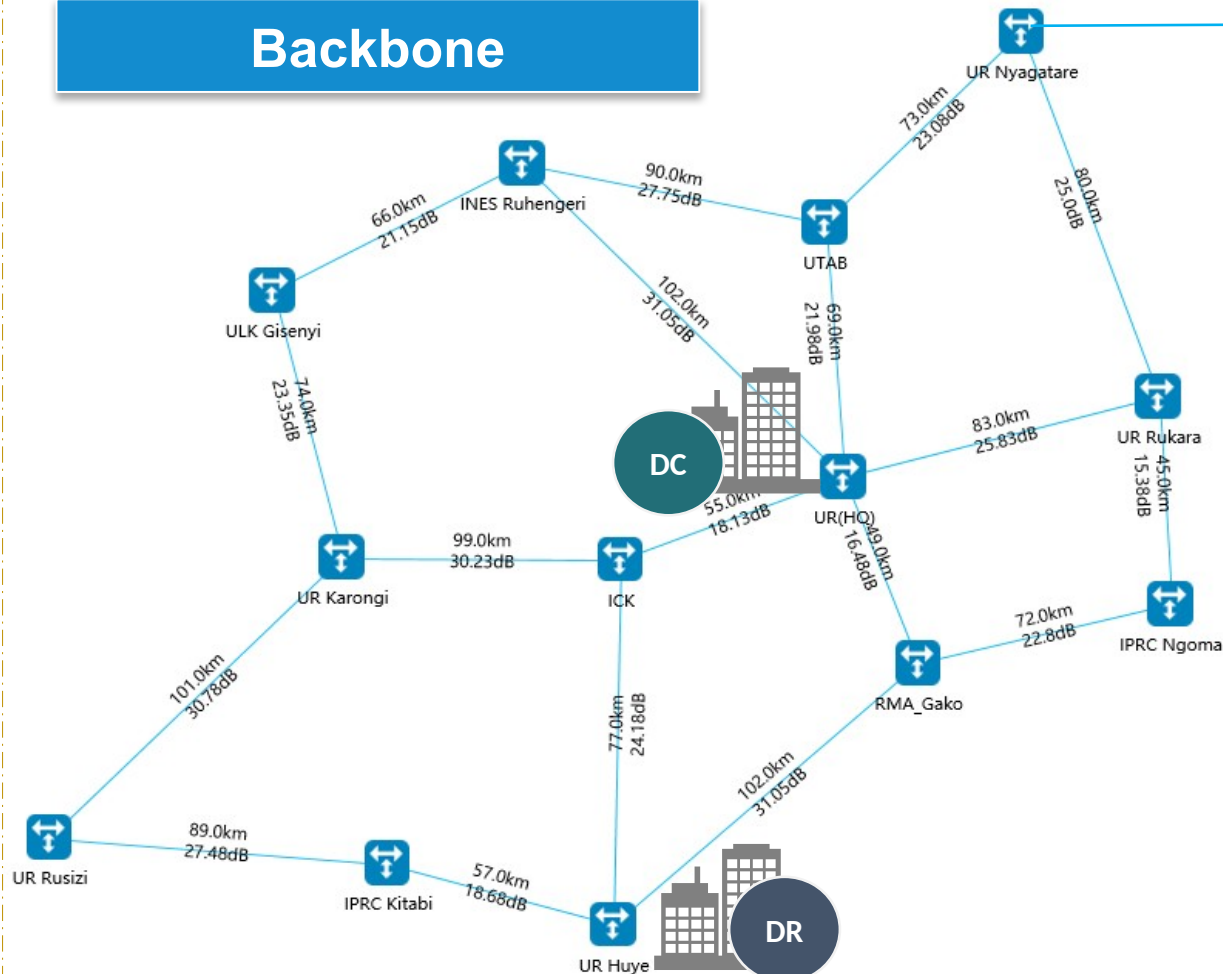 Backbone
UR Nyagatare
73.0km
23.08dB
80.0km
25.0dB
INES Ruhengeri
90.0km
27.75dB
66.0km
21.15dB
UTAB
ULK Gisenyi
102.0km
31.05dB
69.0km
21.98dB
74.0km
23.35dB
DC
83.0km
25.83dB
UR Rukara
45.0km
15.38dB
55.0km
18.13dB
UR(HQ)
49.0km
16.48dB
99.0km
30.23dB
UR Karongi
ICK
72.0km
22.8dB
IPRC Ngoma
RMA_Gako
101.0km
30.78dB
77.0km
24.18dB
102.0km
31.05dB
89.0km
27.48dB
UR Rusizi
IPRC Kitabi
57.0km
18.68dB
DR
UR Huye